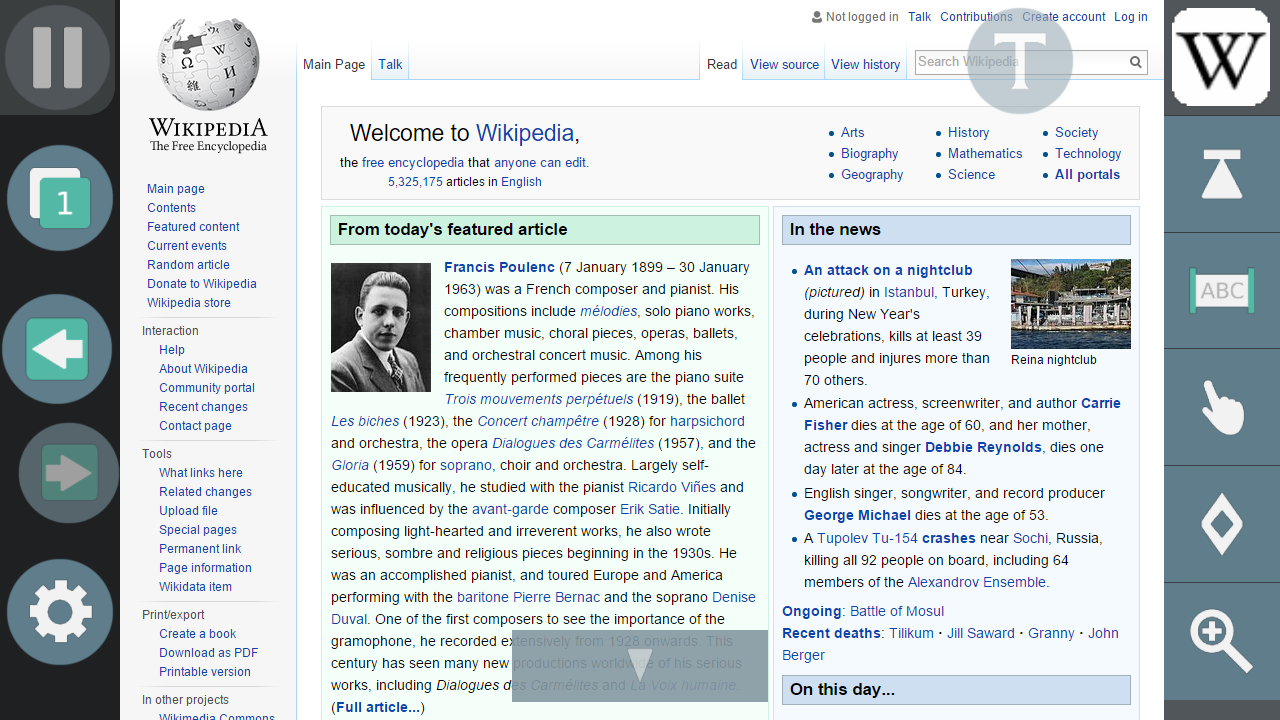 Not logged in Talk Contributions Create account Log in
Main Page Talk Read View source View history Search Wikipedia
T
W
1
ABC
WIKIPEDIA
The Free Encyclopedia
Main page
Contents
Featured content
Current events
Random article
Donate to Wikipedia
Wikipedia store
Interaction
Help
About Wikipedia
Community portal
Recent changes
Contact page
Tools
What links here
Related changes
Upload file
Special pages
Permanent link
Page information
Wikidata item
Print/export
Create a book
Download as PDF
Printable version
In other projects
Wikimedia Commons
Welcome to Wikipedia,
the free encyclopedia that anyone can edit.
5,325,175 articles in English
Arts
Biography
Geography
History
Mathematics
Science
Society
Technology
All portals
From today's featured article
Francis Poulenc (7 January 1899 – 30 January
1963) was a French composer and pianist. His
compositions include mélodies, solo piano works,
chamber music, choral pieces, operas, ballets,
and orchestral concert music. Among his
frequently performed pieces are the piano suite
Trois mouvements perpétuels (1919), the ballet
Les biches (1923), the Concert champêtre (1928) for harpsichord
and orchestra, the opera Dialogues des Carmélites (1957), and the
Gloria (1959) for soprano, choir and orchestra. Largely self-
educated musically, he studied with the pianist Ricardo Viñes and
was influenced by the avant-garde composer Erik Satie. Initially
composing light-hearted and irreverent works, he also wrote
serious, sombre and religious pieces beginning in the 1930s. He
was an accomplished pianist, and toured Europe and America
performing with the baritone Pierre Bernac and the soprano Denise
Duval. One of the first composers to see the importance of the
gramophone, he recorded extensively from 1928 onwards. This
century has seen many new productions worldwide of his serious
works, including Dialogues des Carmélites and La Voix humaine.
(Full article...)
In the news
An attack on a nightclub
(pictured) in Istanbul, Turkey,
during New Year's
celebrations, kills at least 39
people and injures more than
70 others.
Reina nightclub
American actress, screenwriter, and author Carrie
Fisher dies at the age of 60, and her mother,
actress and singer Debbie Reynolds, dies one
day later at the age of 84.
English singer, songwriter, and record producer
George Michael dies at the age of 53.
A Tupolev Tu-154 crashes near Sochi, Russia,
killing all 92 people on board, including 64
members of the Alexandrov Ensemble.
Ongoing: Battle of Mosul
Recent deaths: Tilikum · Jill Saward · Granny · John
Berger
On this day...